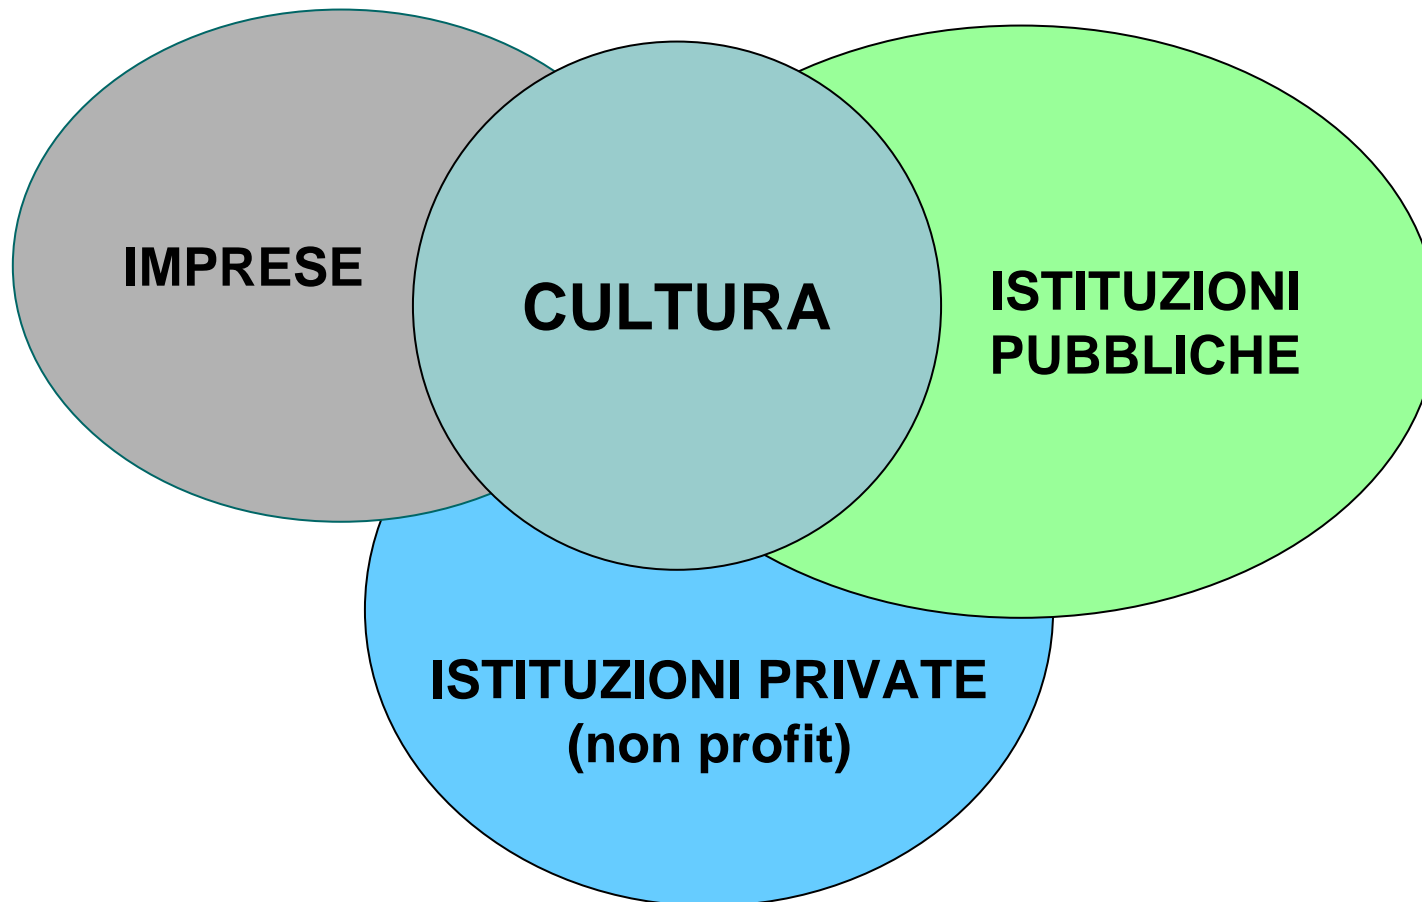 IMPRESE
CULTURA
ISTITUZIONI
PUBBLICHE
ISTITUZIONI PRIVATE
(non profit)